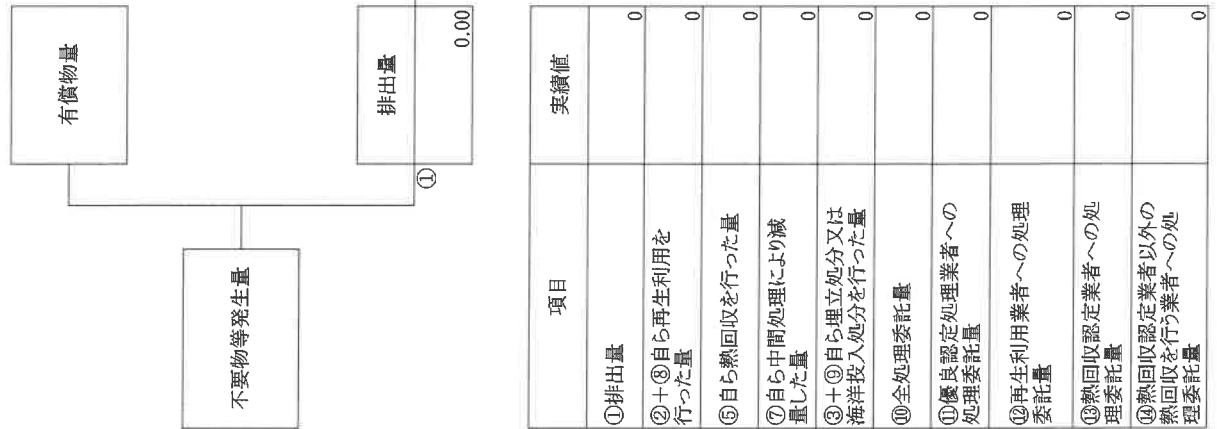 有償物量
不要物等発生量
①
排出量
0.00
項目
実績値
①排出量
0
②+⑧自ら再生利用を
行った量
0
⑤自ら熱回収を行った量
0
⑦自ら中間処理により減
量した量
0
③+⑨自ら埋立処分又は
海洋投入処分を行った量
0
⑩全処理委託量
0
⑪優良認定処理業者への
処理委託量
0
⑫再生利用業者への処理
委託量
0
⑬熱回収認定業者への処
理委託量
0
⑭熱回収認定業者以外の
熱回収を行う業者への処
理委託量
0